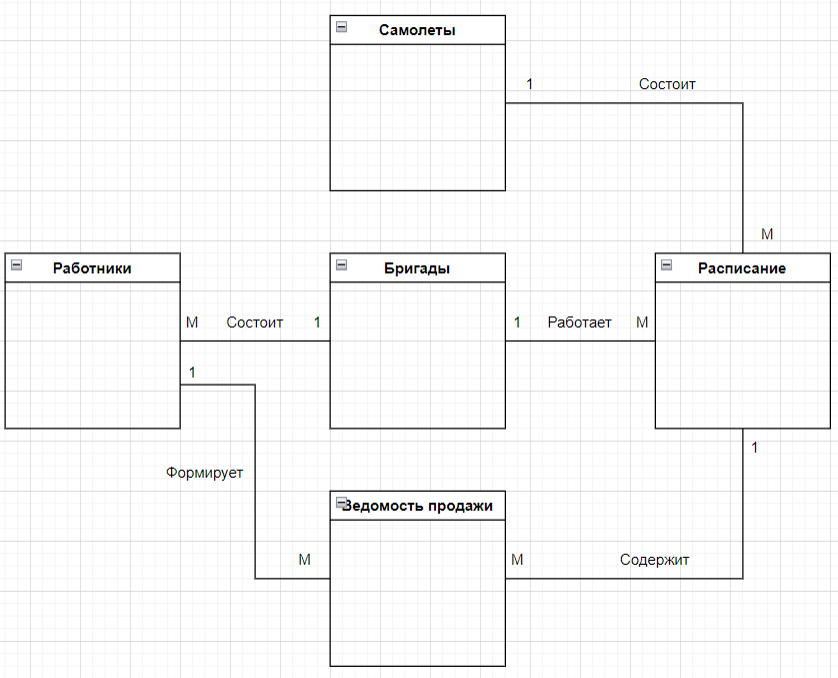 Самолеты
1
Состоит
М
Работники
Бригады
Расписание
М
Состоит
1
1
Работает
М
1
1
Формирует
Ведомость продажи
М
М
Содержит